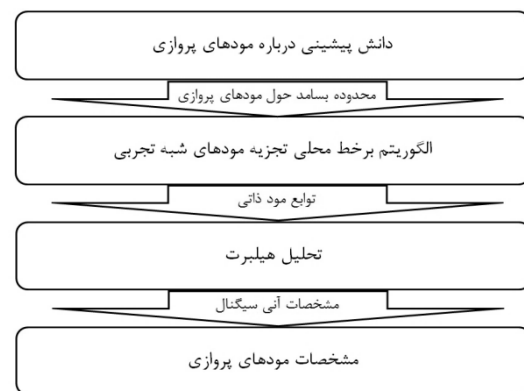 دانش پیشینی درباره مودهای پروازی
محدوده بسامد حول مودهای پروازی
الگوریتم برخط محلی تجزیه مودهای شبه تجربی
توابع مود ذاتی
تحلیل هیلبرت
مشخصات آنی سیگنال
مشخصات مودهای پروازی